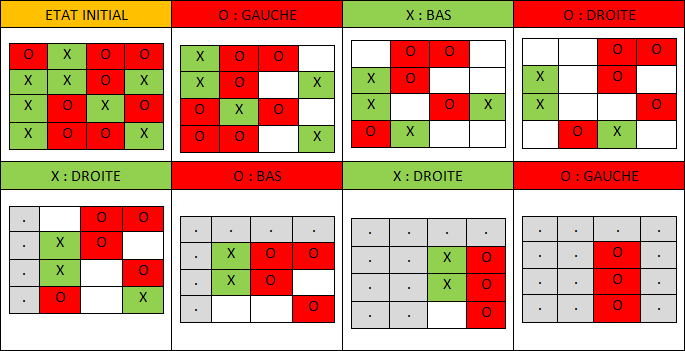 ETAT INITIAL
O : GAUCHE
X : BAS
O : DROITE
O X O O
X X O X
X O X O
X O O X
X O O
X O X
O X O
O O X
O O
X O
X O X
O X
O O
X O
X O
O X
X : DROITE
O : BAS
X : DROITE
O : GAUCHE
. O O
. X O
. X O
. O X
. . . .
. X O O
. X O
. O
. . . .
. . X O
. . X O
. . O
. . . .
. . O .
. . O .
. . O .